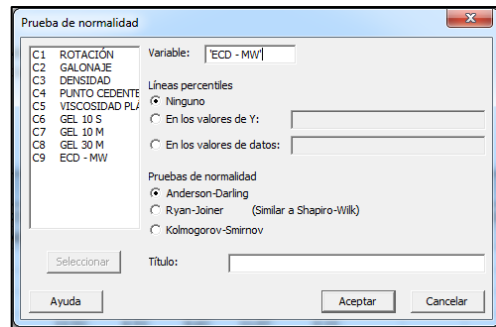 Prueba de normalidad
C1 ROTACIÓN
C2 GALONAJE
C3 DENSIDAD
C4 PUNTO CEDENTE
C5 VISCOSIDAD PLÁ
C6 GEL 10 S
C7 GEL 10 M
C8 GEL 30 M
C9 ECD - MW
Variable: 'ECD - MW'
Líneas percentiles
Ninguno
En los valores de Y:
En los valores de datos:
Pruebas de normalidad
Anderson-Darling
Ryan-Joiner (Similar a Shapiro-Wilk)
Kolmogorov-Smirnov
Seleccionar
Título:
Ayuda
Aceptar
Cancelar